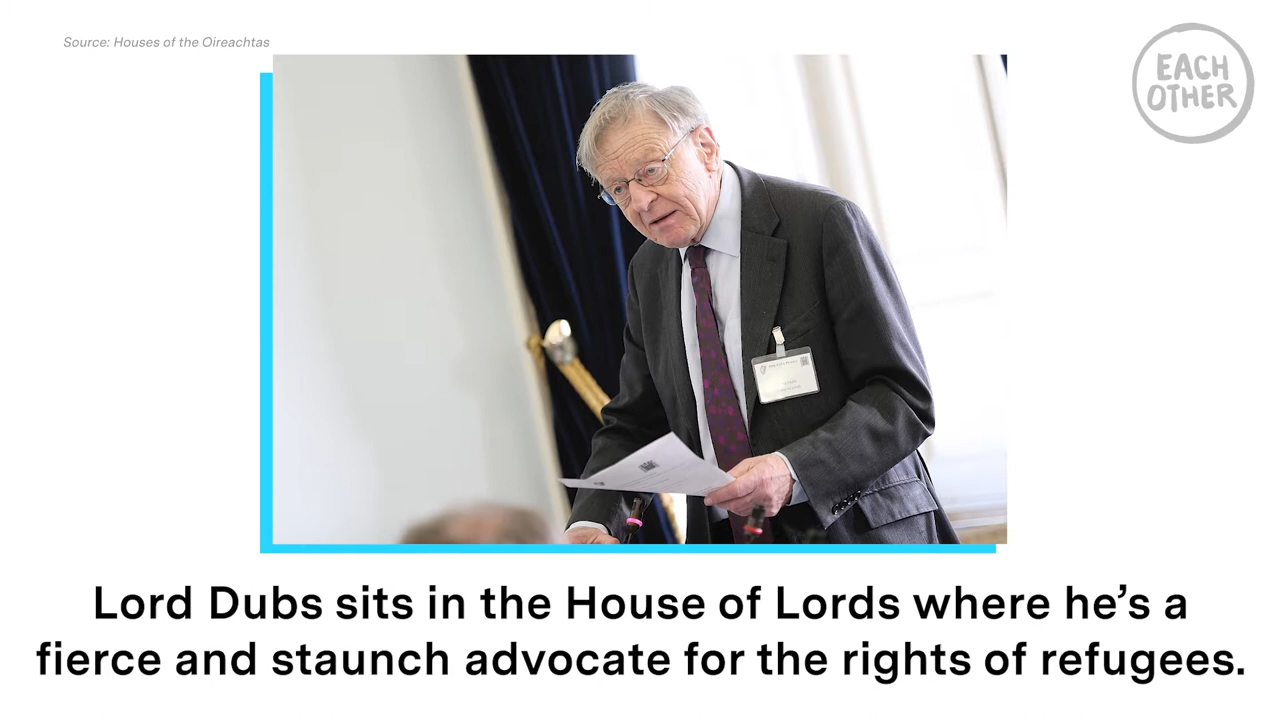 Source: Houses of the Oireachtas
EACH
OTHER
Lord Dubs sits in the House of Lords where he’s a
fierce and staunch advocate for the rights of refugees.